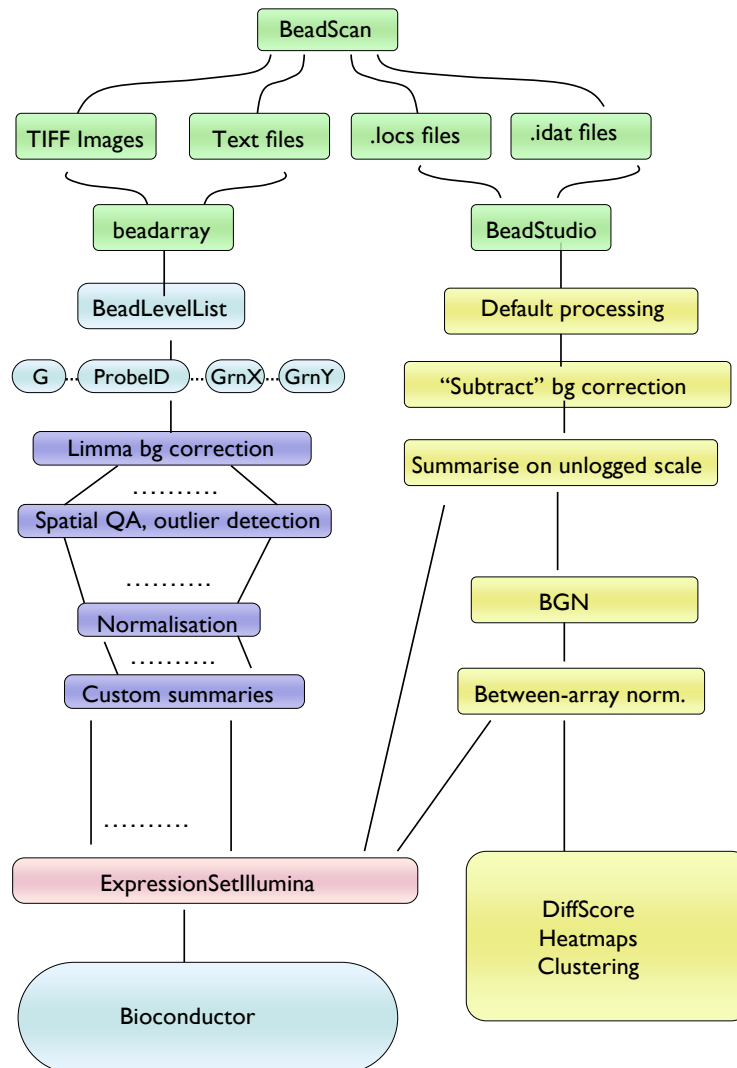 BeadScan
TIFF Images
Text files
.locs files
.idat files
beadarray
BeadStudio
BeadLevelList
Default processing
G
ProbeID
GrnX
GrnY
“Subtract” bg correction
Limma bg correction
Summarise on unlogged scale
Spatial QA, outlier detection
BGN
Normalisation
Between-array norm.
Custom summaries
ExpressionSetIllumina
DiffScore
Heatmaps
Clustering
Bioconductor